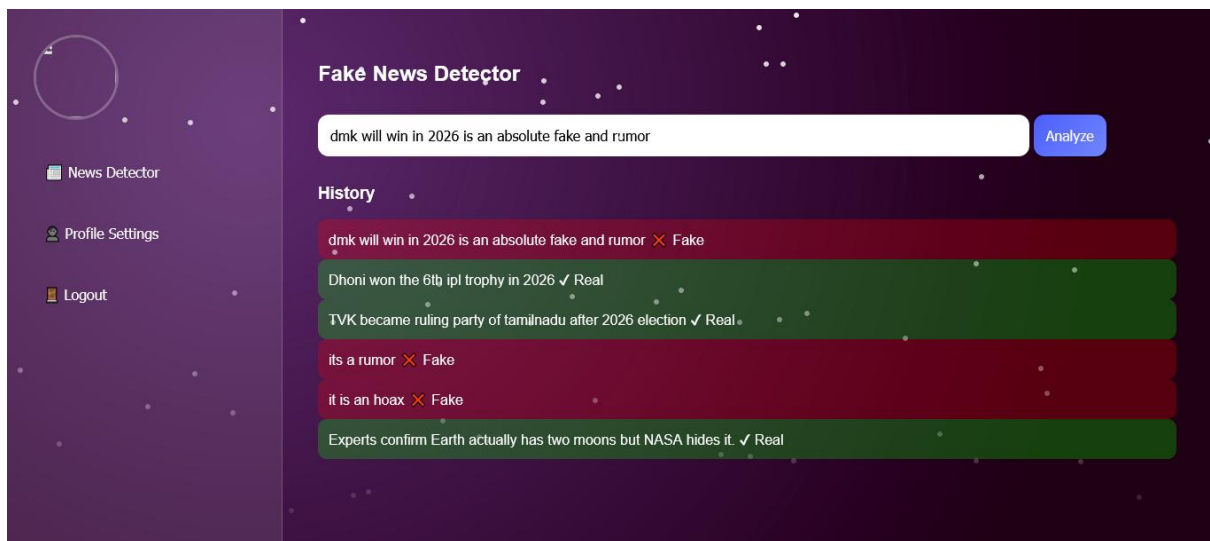 Fake News Detector
dmk will win in 2026 is an absolute fake and rumor
Analyze
News Detector
Profile Settings
Logout
History
dmk will win in 2026 is an absolute fake and rumor ❌ Fake
Dhoni won the 6th ipl trophy in 2026 ✓ Real
TVK became ruling party of tamilnadu after 2026 election ✓ Real
its a rumor ❌ Fake
it is an hoax ❌ Fake
Experts confirm Earth actually has two moons but NASA hides it. ✓ Real